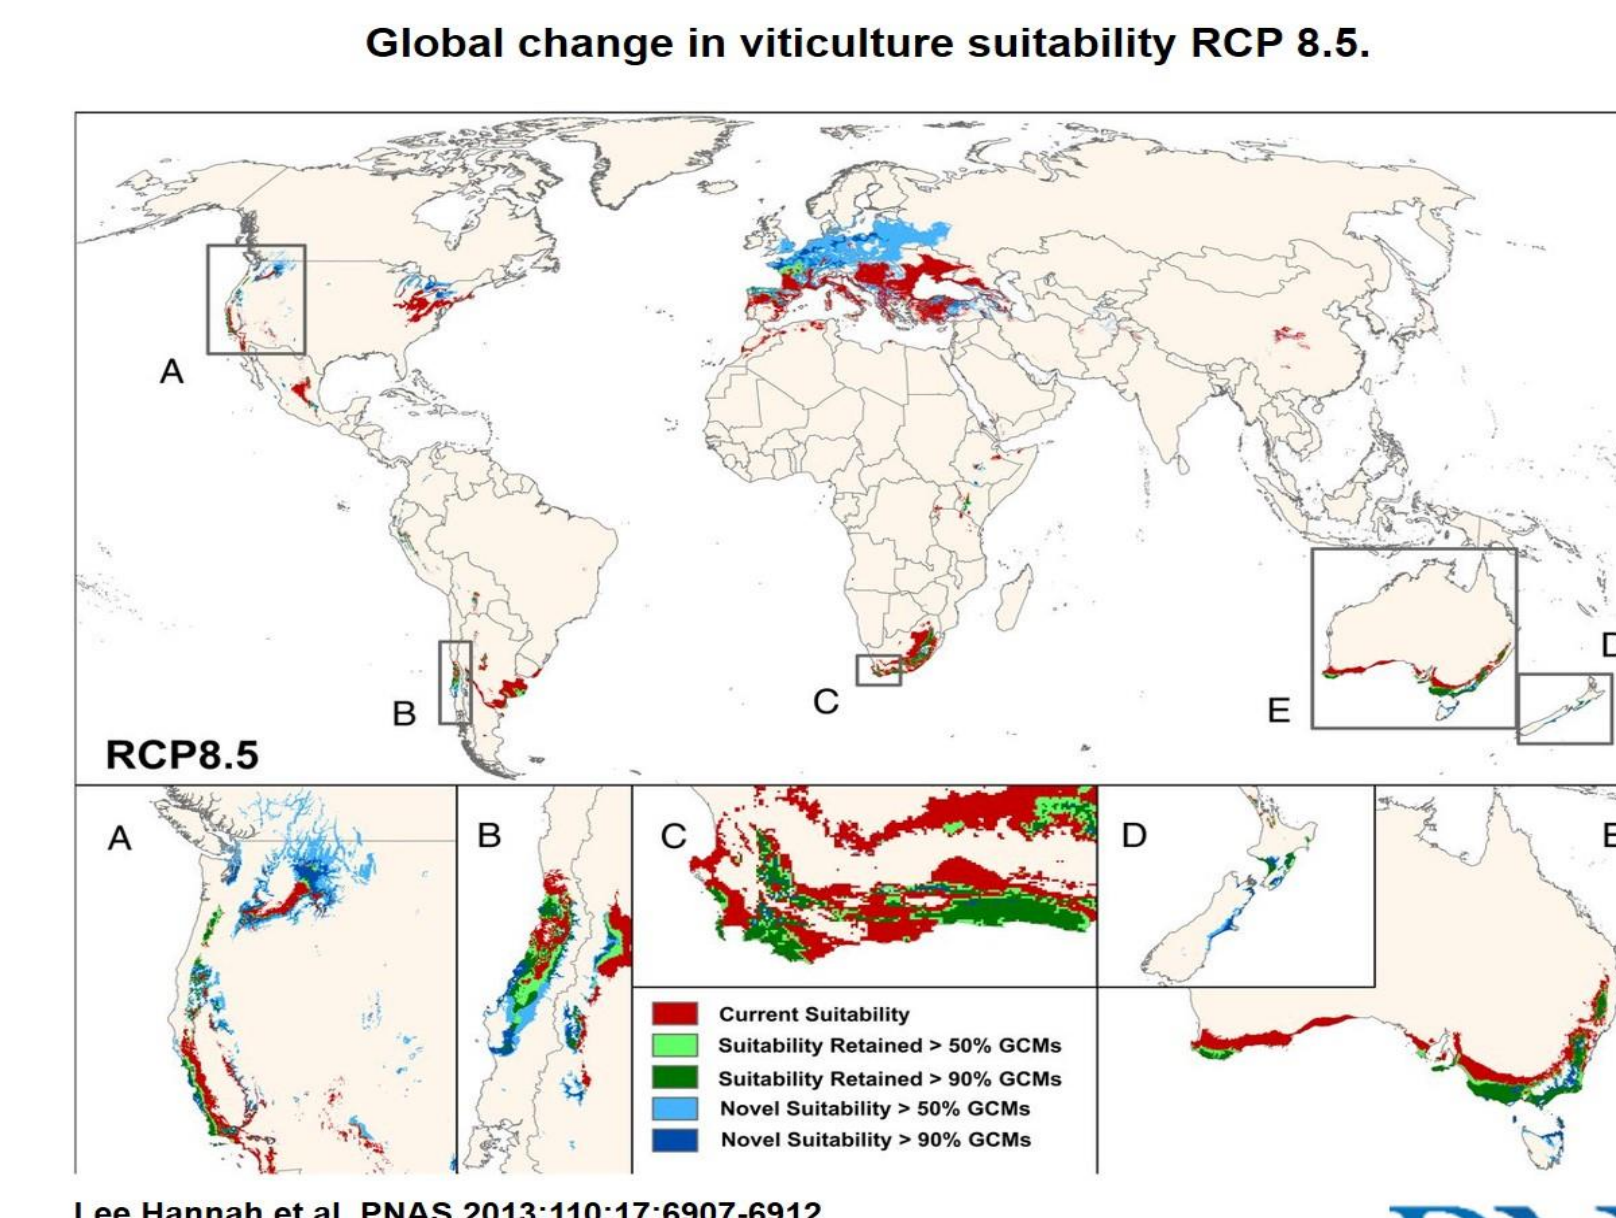 Global change in viticulture suitability RCP 8.5.
A
B
C
D
E
RCP8.5
A
B
C
D
E
Current Suitability
Suitability Retained > 50% GCMs
Suitability Retained > 90% GCMs
Novel Suitability > 50% GCMs
Novel Suitability > 90% GCMs
Lee Hannah et al. PNAS 2013;110:17:6907-6912